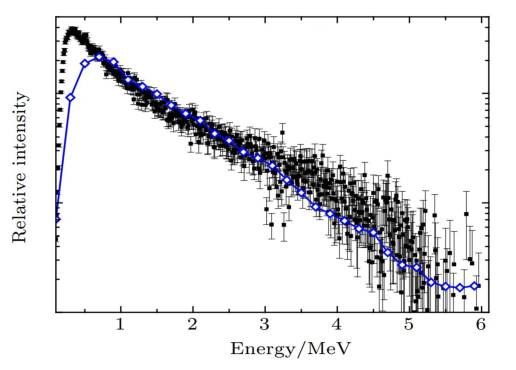 Relative intensity
1 2 3 4 5 6
Energy/MeV